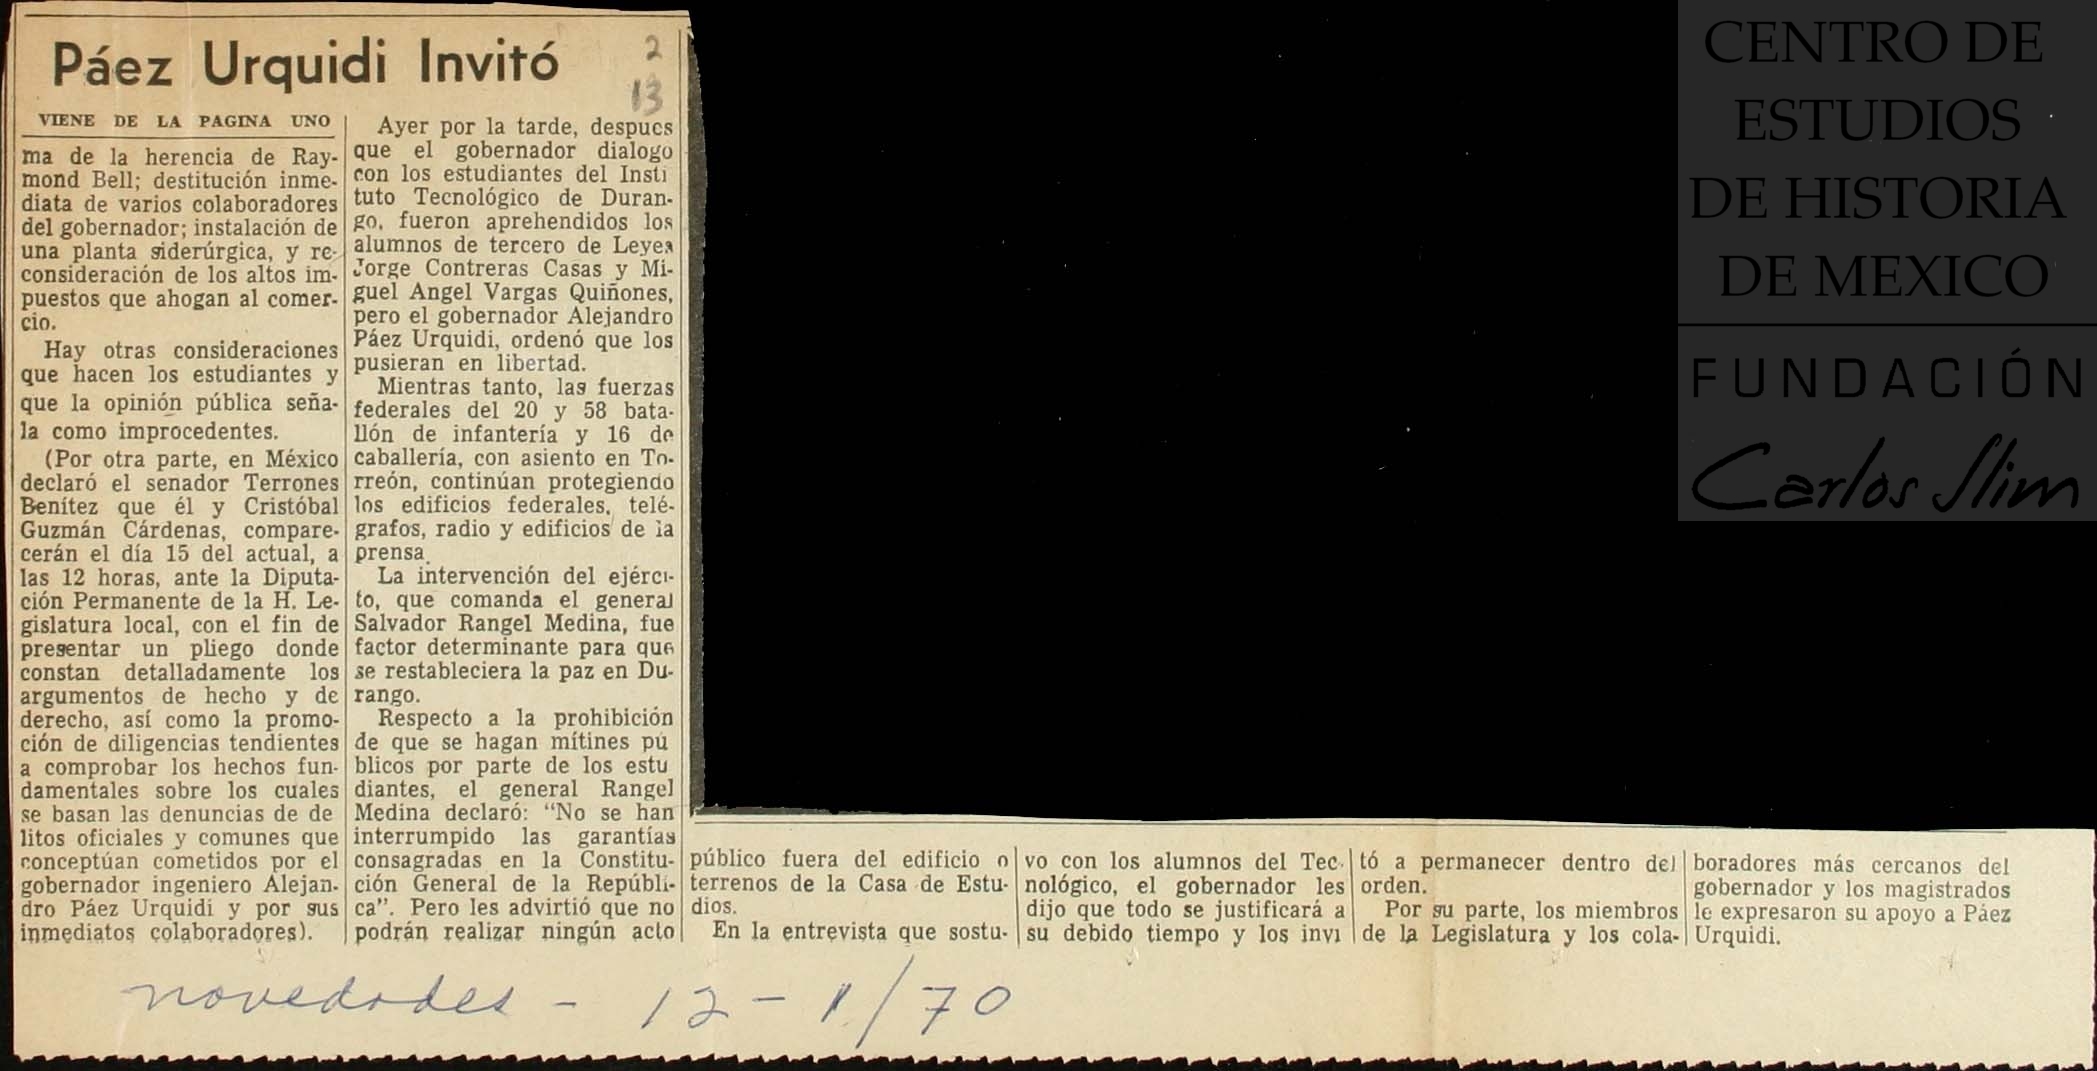 Páez Urquidi Invitó
2
13
VIENE DE LA PAGINA UNO
ma de la herencia de Ray-
mond Bell; destitución inme-
diata de varios colaboradores
del gobernador; instalación de
una planta siderúrgica, y re-
consideración de los altos im-
puestos que ahogan al comer-
cio.
Hay otras consideraciones
que hacen los estudiantes y
que la opinión pública seña-
la como improcedentes.
(Por otra parte, en México
declaró el senador Terrones
Benítez que él y Cristóbal
Guzmán Cárdenas, compare-
cerán el día 15 del actual, a
las 12 horas, ante la Diputa-
ción Permanente de la H. Le-
gislatura local, con el fin de
presentar un pliego donde
constan detalladamente los
argumentos de hecho y de
derecho, así como la promo-
ción de diligencias tendientes
a comprobar los hechos fun-
damentales sobre los cuales
se basan las denuncias de de
litos oficiales y comunes que
conceptúan cometidos por el
gobernador ingeniero Alejan-
dro Páez Urquidi y por sus
inmediatos colaboradores).
Ayer por la tarde, despues
que el gobernador dialogo
con los estudiantes del Insti
tuto Tecnológico de Duran-
go, fueron aprehendidos los
alumnos de tercero de Leyes
Jorge Contreras Casas y Mi-
guel Angel Vargas Quiñones,
pero el gobernador Alejandro
Páez Urquidi, ordenó que los
pusieran en libertad.
Mientras tanto, las fuerzas
federales del 20 y 58 bata-
llón de infantería y 16 de
caballería, con asiento en To-
rreón, continúan protegiendo
los edificios federales, telé-
grafos, radio y edificios de la
prensa.
La intervención del ejérci-
to, que comanda el general
Salvador Rangel Medina, fue
factor determinante para que
se restableciera la paz en Du-
rango.
Respecto a la prohibición
de que se hagan mítines pú
blicos por parte de los estu
diantes, el general Rangel
Medina declaró: "No se han
interrumpido las garantías
consagradas en la Constitu-
ción General de la Repúbli-
ca". Pero les advirtió que no
podrán realizar ningún acto
público fuera del edificio o
terrenos de la Casa de Estu-
dios.
En la entrevista que sostu-
vo con los alumnos del Tec-
nológico, el gobernador les
dijo que todo se justificará a
su debido tiempo y los invi
tó a permanecer dentro del
orden.
Por su parte, los miembros
de la Legislatura y los cola-
boradores más cercanos del
gobernador y los magistrados
le expresaron su apoyo a Páez
Urquidi.
novedades - 12 - 1/70
CENTRO DE
ESTUDIOS
DE HISTORIA
DE MEXICO
FUNDACIÓN
Carlos Slim